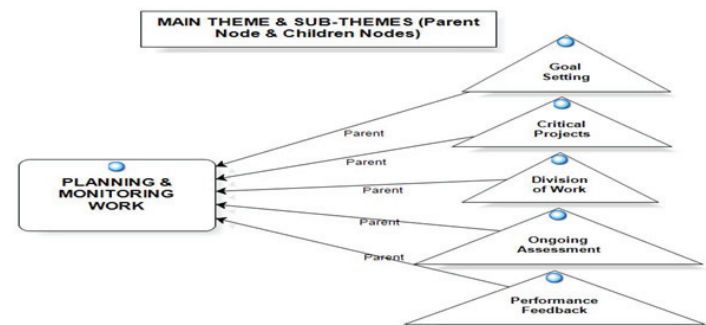 MAIN THEME & SUB-THEMES (Parent
Node & Children Nodes)
Goal
Setting
Parent
Critical
Projects
Parent
PLANNING &
MONITORING
WORK
Parent
Division
of Work
Parent
Ongoing
Assessment
Parent
Performance
Feedback